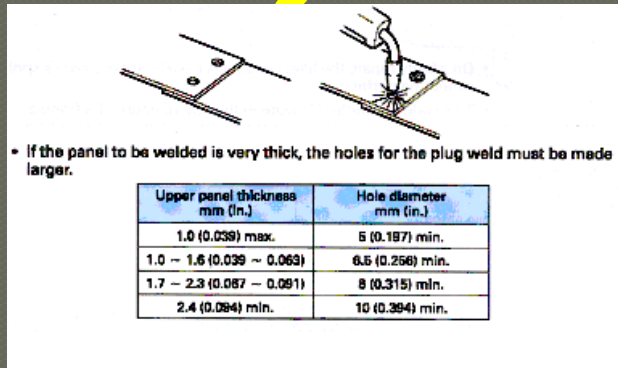 • If the panel to be welded is very thick, the holes for the plug weld must be made
larger.
Upper panel thickness Hole diameter
mm (in.) mm (in.)
1.0 (0.039) max. 5 (0.197) min.
1.0 ~ 1.6 (0.039 ~ 0.063) 6.5 (0.256) min.
1.7 ~ 2.3 (0.067 ~ 0.091) 8 (0.315) min.
2.4 (0.094) min. 10 (0.394) min.